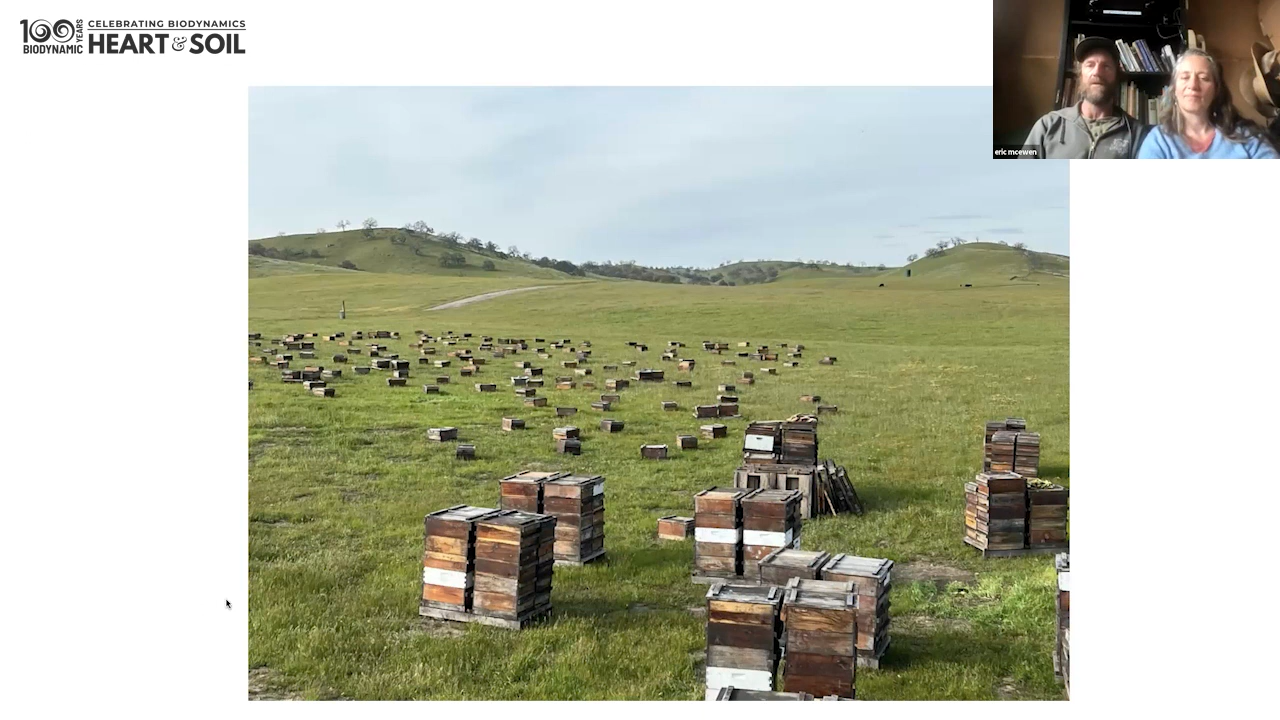 100 YEARS
BIODYNAMIC
CELEBRATING BIODYNAMICS
HEART & SOIL
eric mcewen